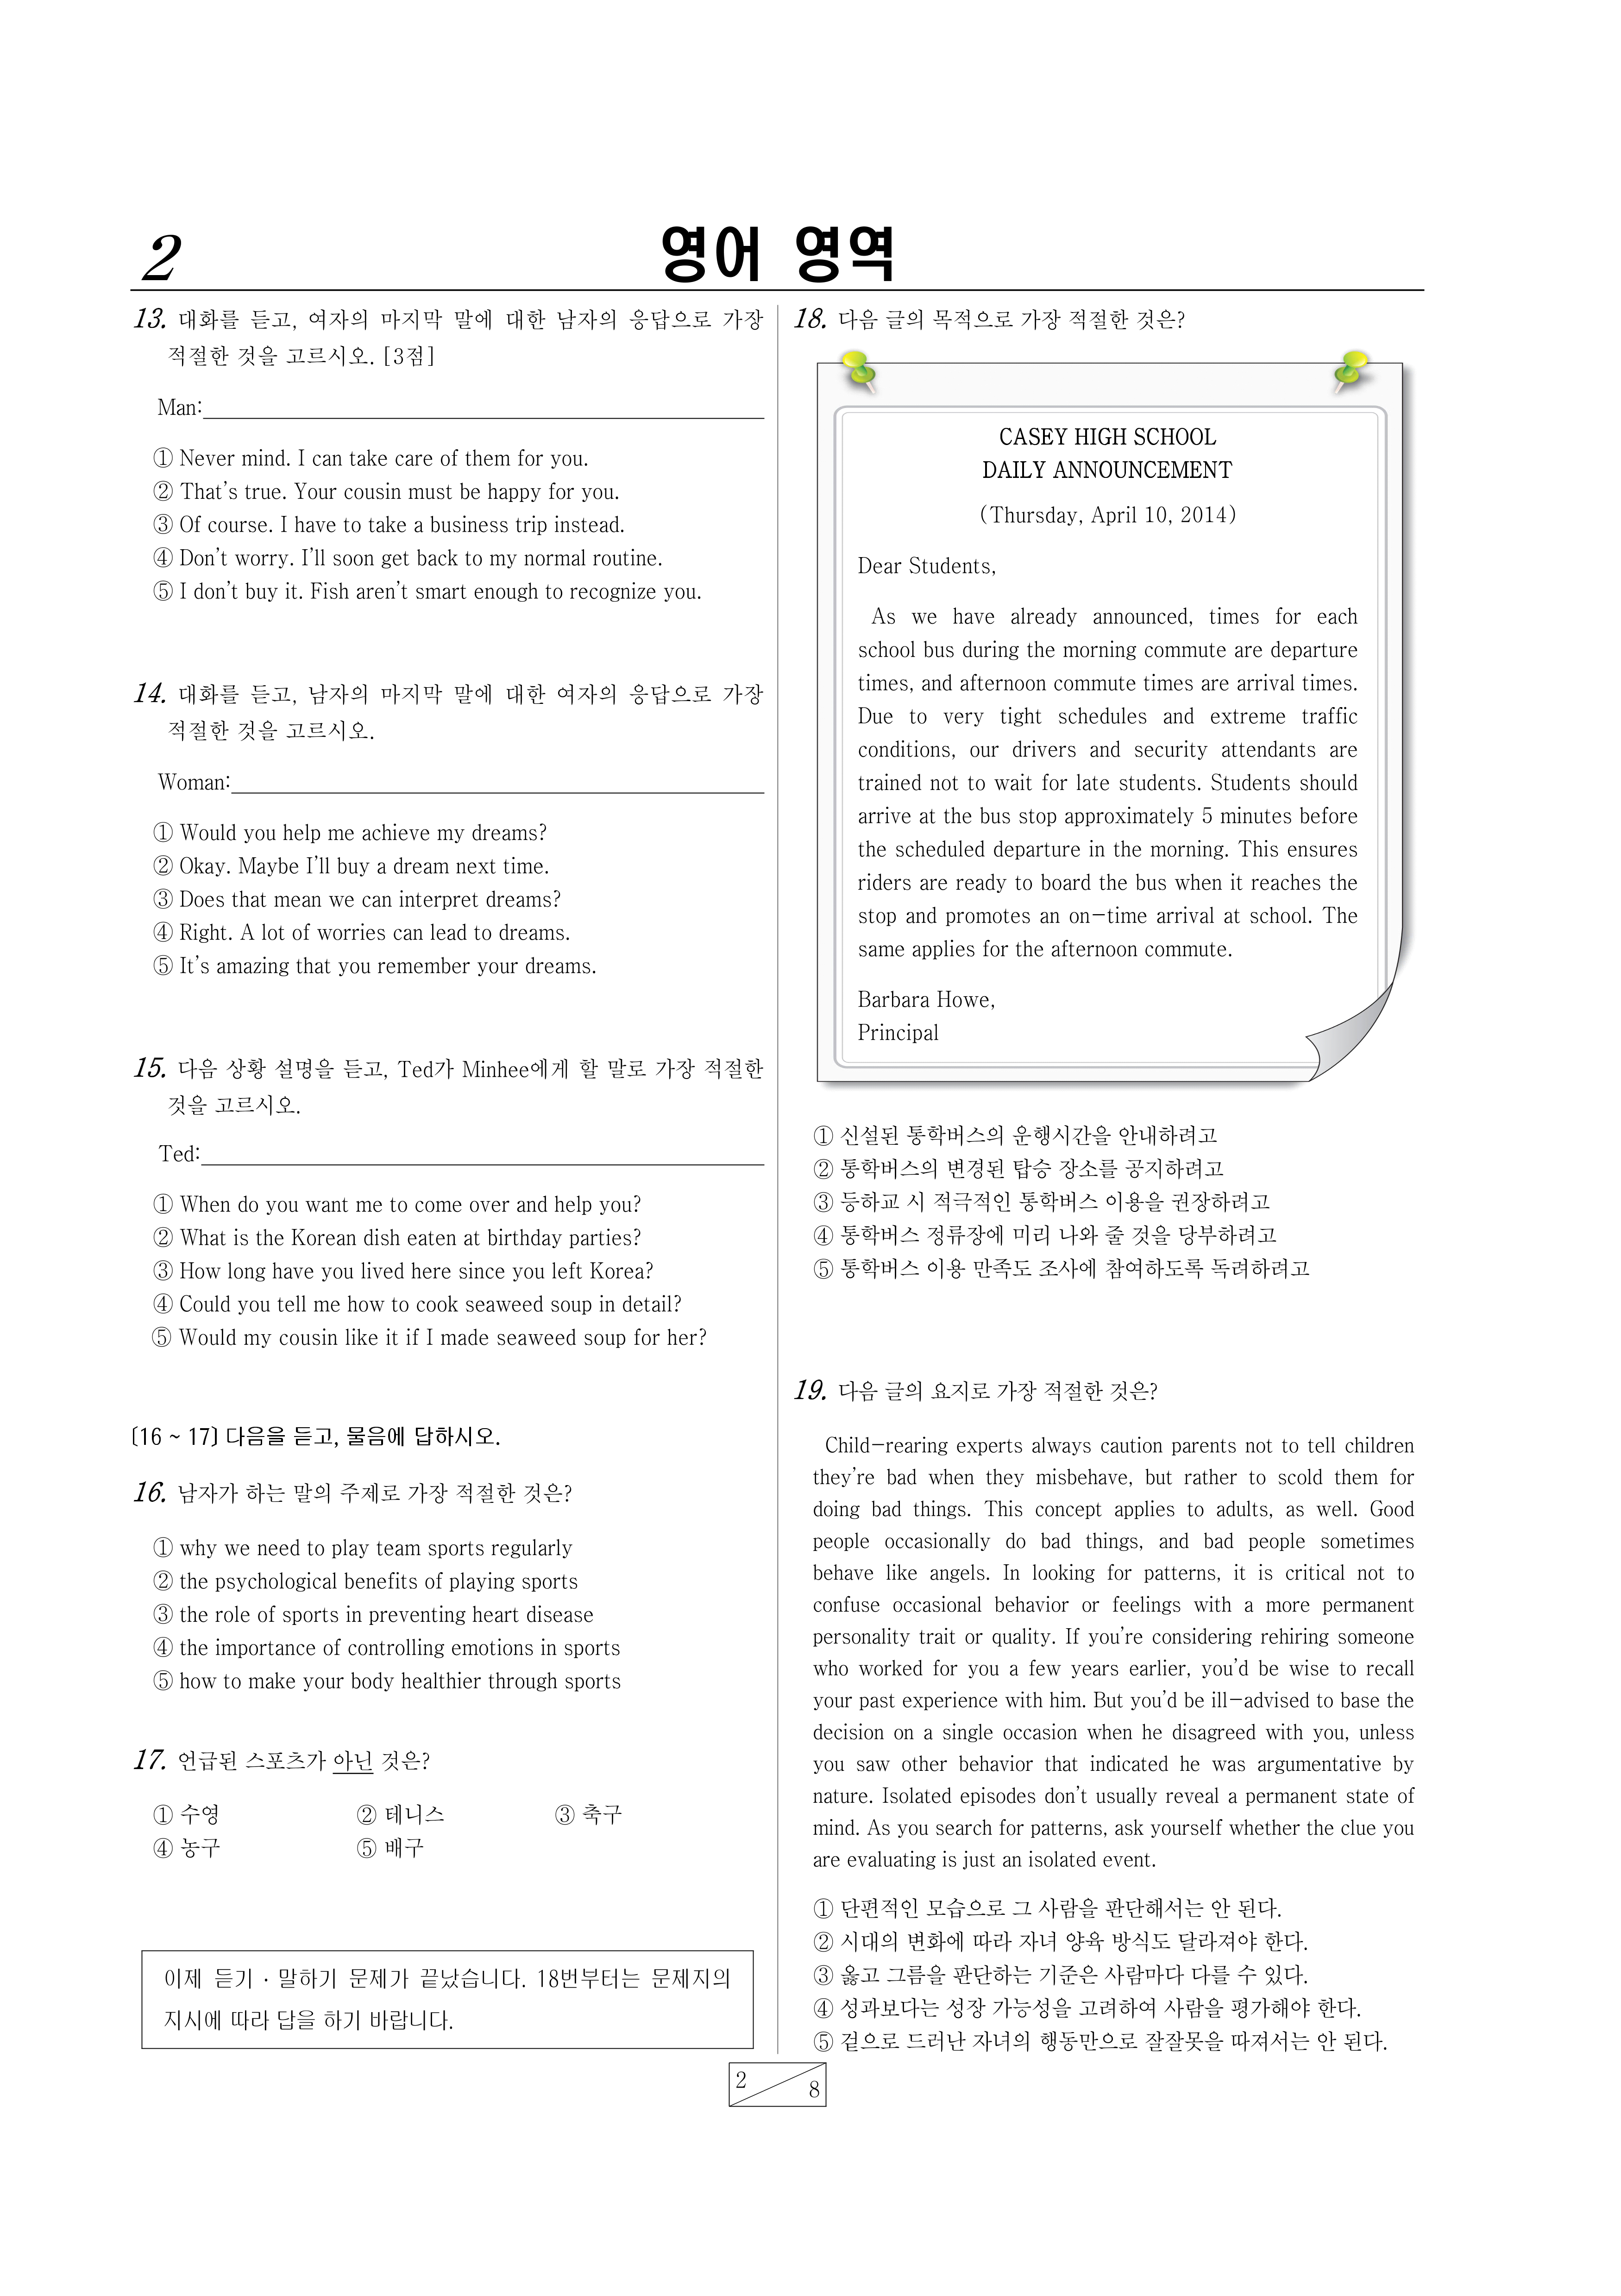 2
영어 영역
13. 대화를 듣고, 여자의 마지막 말에 대한 남자의 응답으로 가장
적절한 것을 고르시오. [3점]
Man:
① Never mind. I can take care of them for you.
② That's true. Your cousin must be happy for you.
③ Of course. I have to take a business trip instead.
④ Don't worry. I'll soon get back to my normal routine.
⑤ I don't buy it. Fish aren't smart enough to recognize you.
14. 대화를 듣고, 남자의 마지막 말에 대한 여자의 응답으로 가장
적절한 것을 고르시오.
Woman:
① Would you help me achieve my dreams?
② Okay. Maybe I'll buy a dream next time.
③ Does that mean we can interpret dreams?
④ Right. A lot of worries can lead to dreams.
⑤ It's amazing that you remember your dreams.
15. 다음 상황 설명을 듣고, Ted가 Minhee에게 할 말로 가장 적절한
것을 고르시오.
Ted:
① When do you want me to come over and help you?
② What is the Korean dish eaten at birthday parties?
③ How long have you lived here since you left Korea?
④ Could you tell me how to cook seaweed soup in detail?
⑤ Would my cousin like it if I made seaweed soup for her?
[16 ~ 17] 다음을 듣고, 물음에 답하시오.
16. 남자가 하는 말의 주제로 가장 적절한 것은?
① why we need to play team sports regularly
② the psychological benefits of playing sports
③ the role of sports in preventing heart disease
④ the importance of controlling emotions in sports
⑤ how to make your body healthier through sports
17. 언급된 스포츠가 아닌 것은?
① 수영 ② 테니스 ③ 축구
④ 농구 ⑤ 배구
이제 듣기 · 말하기 문제가 끝났습니다. 18번부터는 문제지의
지시에 따라 답을 하기 바랍니다.
18. 다음 글의 목적으로 가장 적절한 것은?
CASEY HIGH SCHOOL
DAILY ANNOUNCEMENT
(Thursday, April 10, 2014)
Dear Students,
As we have already announced, times for each
school bus during the morning commute are departure
times, and afternoon commute times are arrival times.
Due to very tight schedules and extreme traffic
conditions, our drivers and security attendants are
trained not to wait for late students. Students should
arrive at the bus stop approximately 5 minutes before
the scheduled departure in the morning. This ensures
riders are ready to board the bus when it reaches the
stop and promotes an on-time arrival at school. The
same applies for the afternoon commute.
Barbara Howe,
Principal
① 신설된 통학버스의 운행시간을 안내하려고
② 통학버스의 변경된 탑승 장소를 공지하려고
③ 등하교 시 적극적인 통학버스 이용을 권장하려고
④ 통학버스 정류장에 미리 나와 줄 것을 당부하려고
⑤ 통학버스 이용 만족도 조사에 참여하도록 독려하려고
19. 다음 글의 요지로 가장 적절한 것은?
Child-rearing experts always caution parents not to tell children
they're bad when they misbehave, but rather to scold them for
doing bad things. This concept applies to adults, as well. Good
people occasionally do bad things, and bad people sometimes
behave like angels. In looking for patterns, it is critical not to
confuse occasional behavior or feelings with a more permanent
personality trait or quality. If you're considering rehiring someone
who worked for you a few years earlier, you'd be wise to recall
your past experience with him. But you'd be ill-advised to base the
decision on a single occasion when he disagreed with you, unless
you saw other behavior that indicated he was argumentative by
nature. Isolated episodes don't usually reveal a permanent state of
mind. As you search for patterns, ask yourself whether the clue you
are evaluating is just an isolated event.
① 단편적인 모습으로 그 사람을 판단해서는 안 된다.
② 시대의 변화에 따라 자녀 양육 방식도 달라져야 한다.
③ 옳고 그름을 판단하는 기준은 사람마다 다를 수 있다.
④ 성과보다는 성장 가능성을 고려하여 사람을 평가해야 한다.
⑤ 겉으로 드러난 자녀의 행동만으로 잘잘못을 따져서는 안 된다.
2
8